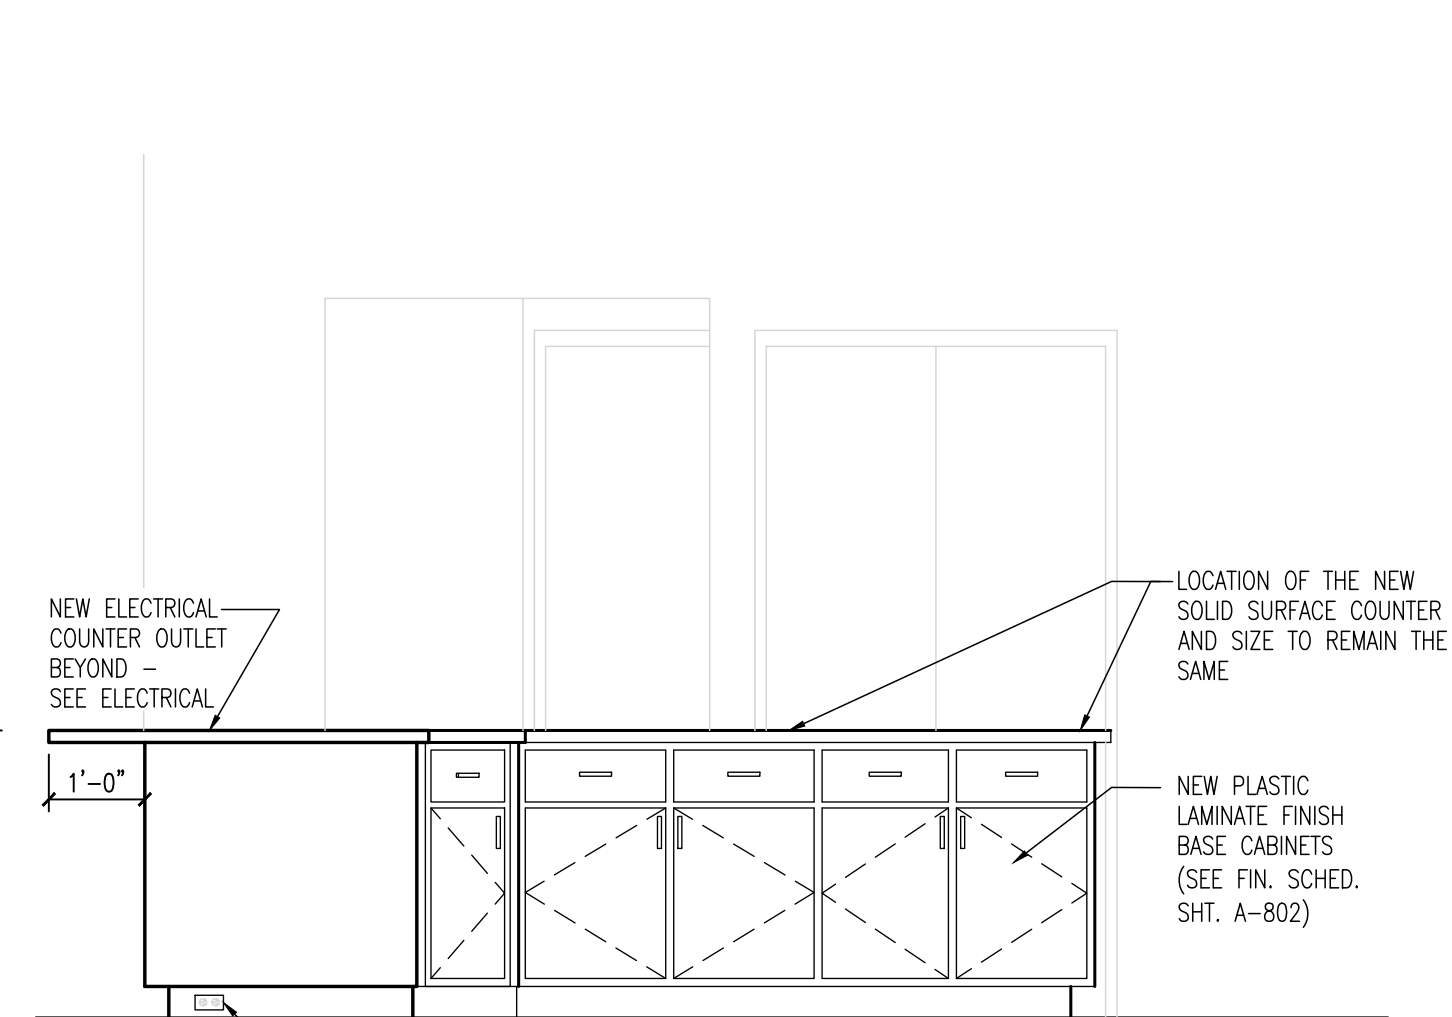 NEW ELECTRICAL
COUNTER OUTLET
BEYOND –
SEE ELECTRICAL
1'–0"
LOCATION OF THE NEW
SOLID SURFACE COUNTER
AND SIZE TO REMAIN THE
SAME
NEW PLASTIC
LAMINATE FINISH
BASE CABINETS
(SEE FIN. SCHED.
SHT. A–802)